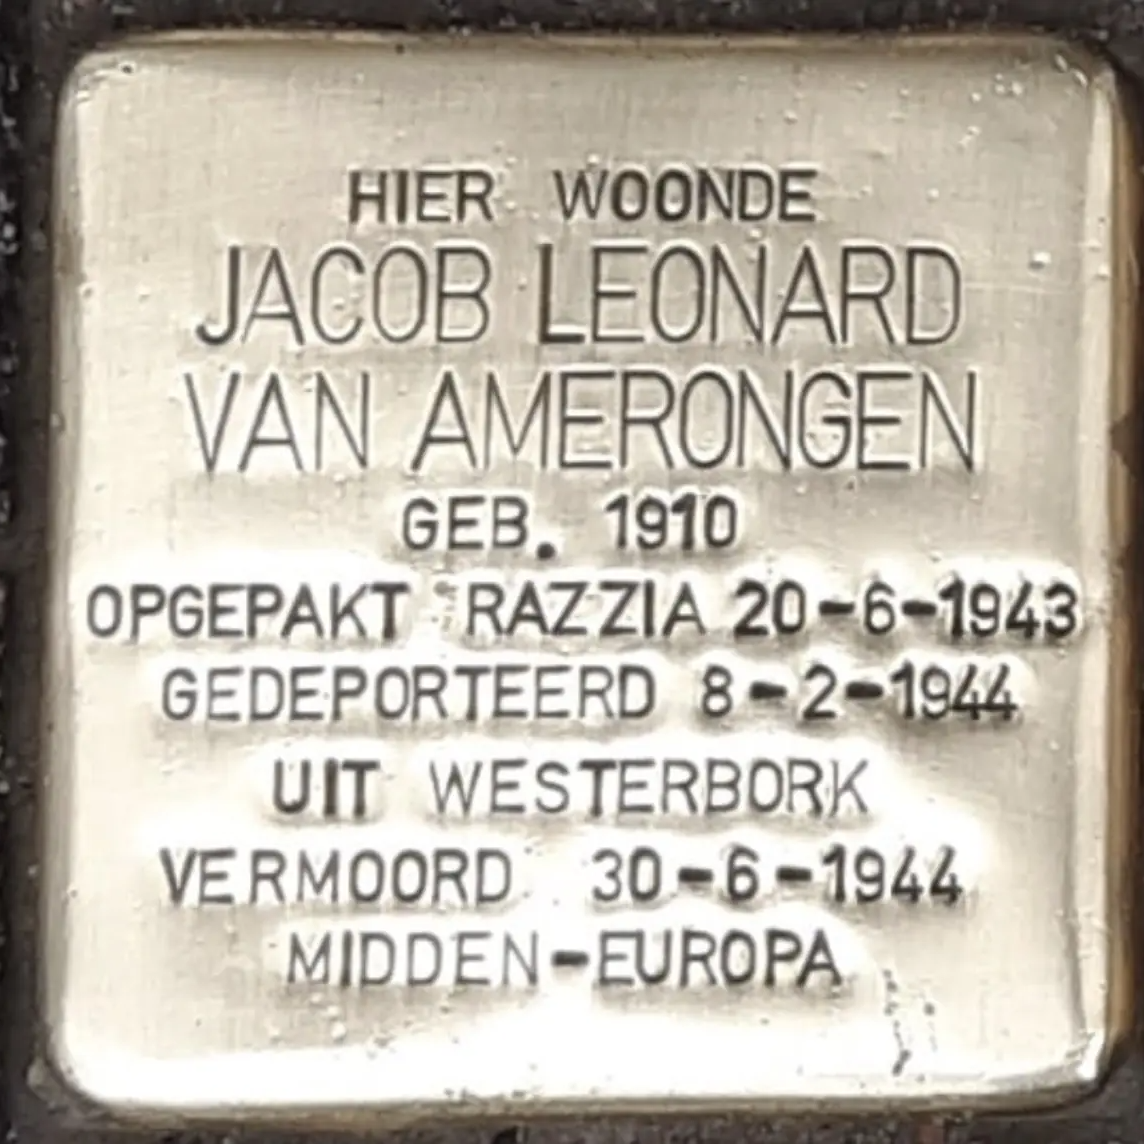 HIER WOONDE
JACOB LEONARD
VAN AMERONGEN
GEB. 1910
OPGEPAKT RAZZIA 20-6-1943
GEDEPORTEERD 8-2-1944
UIT WESTERBORK
VERMOORD 30-6-1944
MIDDEN-EUROPA